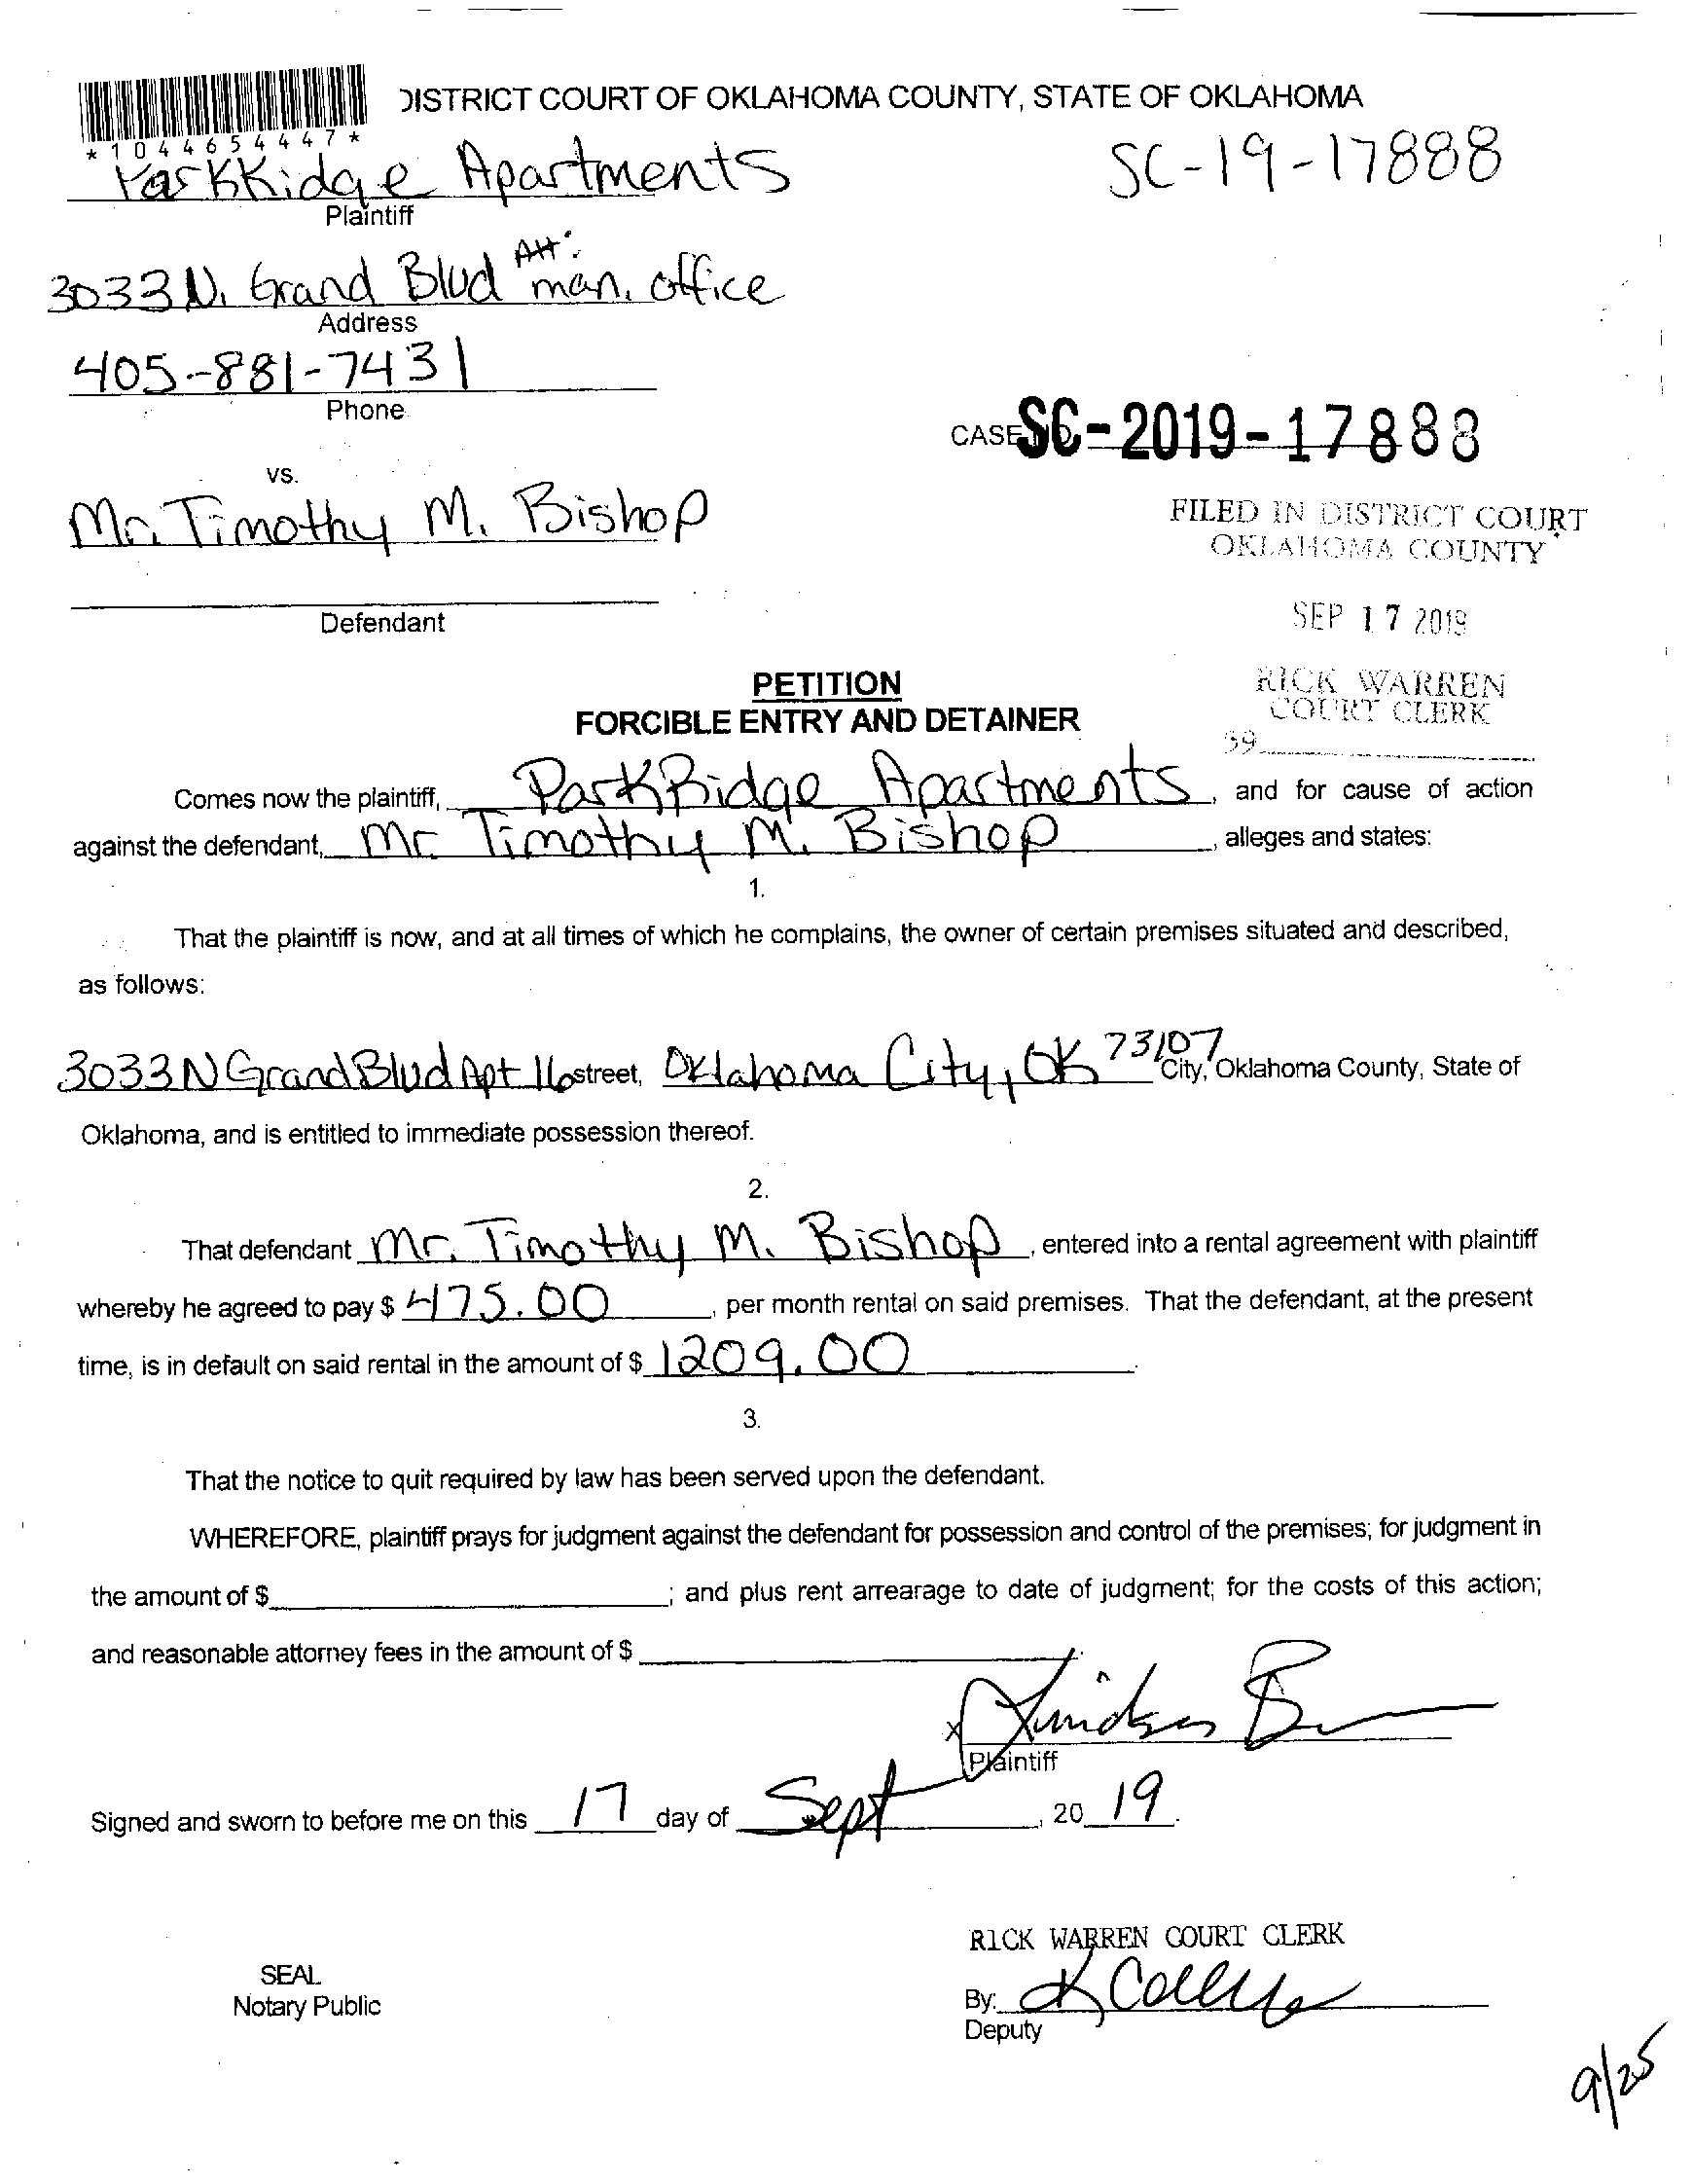 DISTRICT COURT OF OKLAHOMA COUNTY, STATE OF OKLAHOMA
*1044654447*
ParkRidge Apartments
SC-19-17888
Plaintiff
3033 N. Grand Blvd Att: man. office
Address
405-881-7431
Phone
CASE SC-2019-17888
vs.
Mr. Timothy M. Bishop
FILED IN DISTRICT COURT
OKLAHOMA COUNTY
Defendant
SEP 17 2019
PETITION
RICK WARREN
COURT CLERK
FORCIBLE ENTRY AND DETAINER
39
Comes now the plaintiff, ParkRidge Apartments, and for cause of action
against the defendant, Mr Timothy M. Bishop, alleges and states:
1.
That the plaintiff is now, and at all times of which he complains, the owner of certain premises situated and described,
as follows:
3033 N Grand Blvd Apt 16 street, Oklahoma City, OK 73107 City, Oklahoma County, State of
Oklahoma, and is entitled to immediate possession thereof.
2.
That defendant Mr. Timothy M. Bishop, entered into a rental agreement with plaintiff
whereby he agreed to pay $ 475.00, per month rental on said premises. That the defendant, at the present
time, is in default on said rental in the amount of $ 1209.00.
3.
That the notice to quit required by law has been served upon the defendant.
WHEREFORE, plaintiff prays for judgment against the defendant for possession and control of the premises; for judgment in
the amount of $ ; and plus rent arrearage to date of judgment; for the costs of this action;
and reasonable attorney fees in the amount of $ .
x
Plaintiff
Signed and sworn to before me on this 17 day of Sept, 20 19.
RICK WARREN COURT CLERK
SEAL
Notary Public
By:
Deputy
9/25